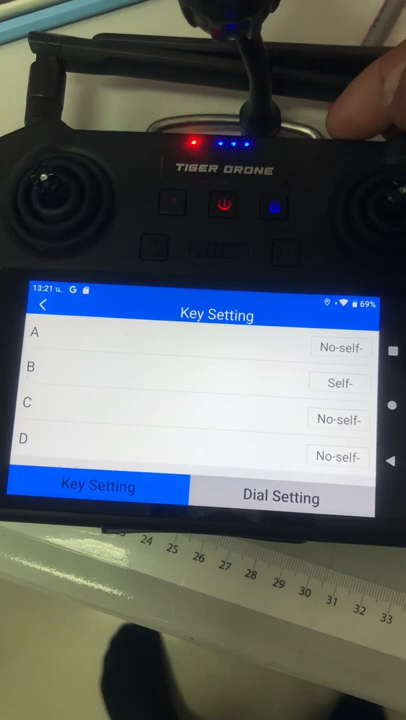 TIGER DRONE
13:21 น. G 69%
Key Setting
A No-self-
B Self-
C No-self-
D No-self-
Key Setting Dial Setting
24 25 26 27 28 29 30 31 32 33